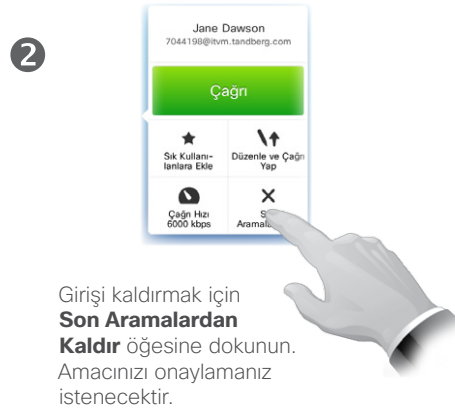 2
Jane Dawson
7044198@itvm.tandberg.com
Çağrı
Sık Kullanı-
lanlara Ekle
Düzenle ve Çağrı
Yap
Çağrı Hızı
6000 kbps
Girişi kaldırmak için
Son Aramalardan
Kaldır öğesine dokunun.
Amacınızı onaylamanız
istenecektir.